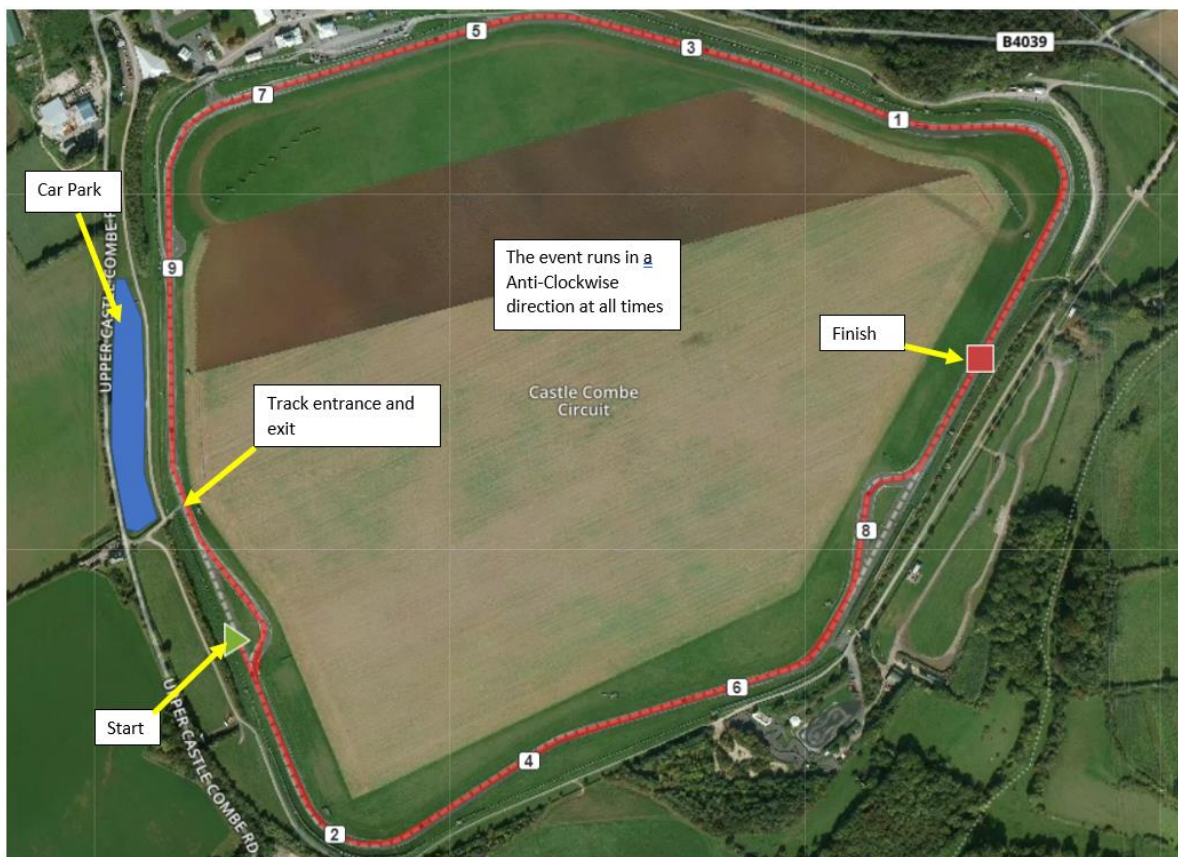 5
3
B4039
1
7
Car Park
UPPER CASTLE COMBE R
9
The event runs in a
Anti-Clockwise
direction at all times
Finish
Castle Combe
Circuit
Track entrance and
exit
8
6
Start
UPPER CASTLE COMBE RD
4
2